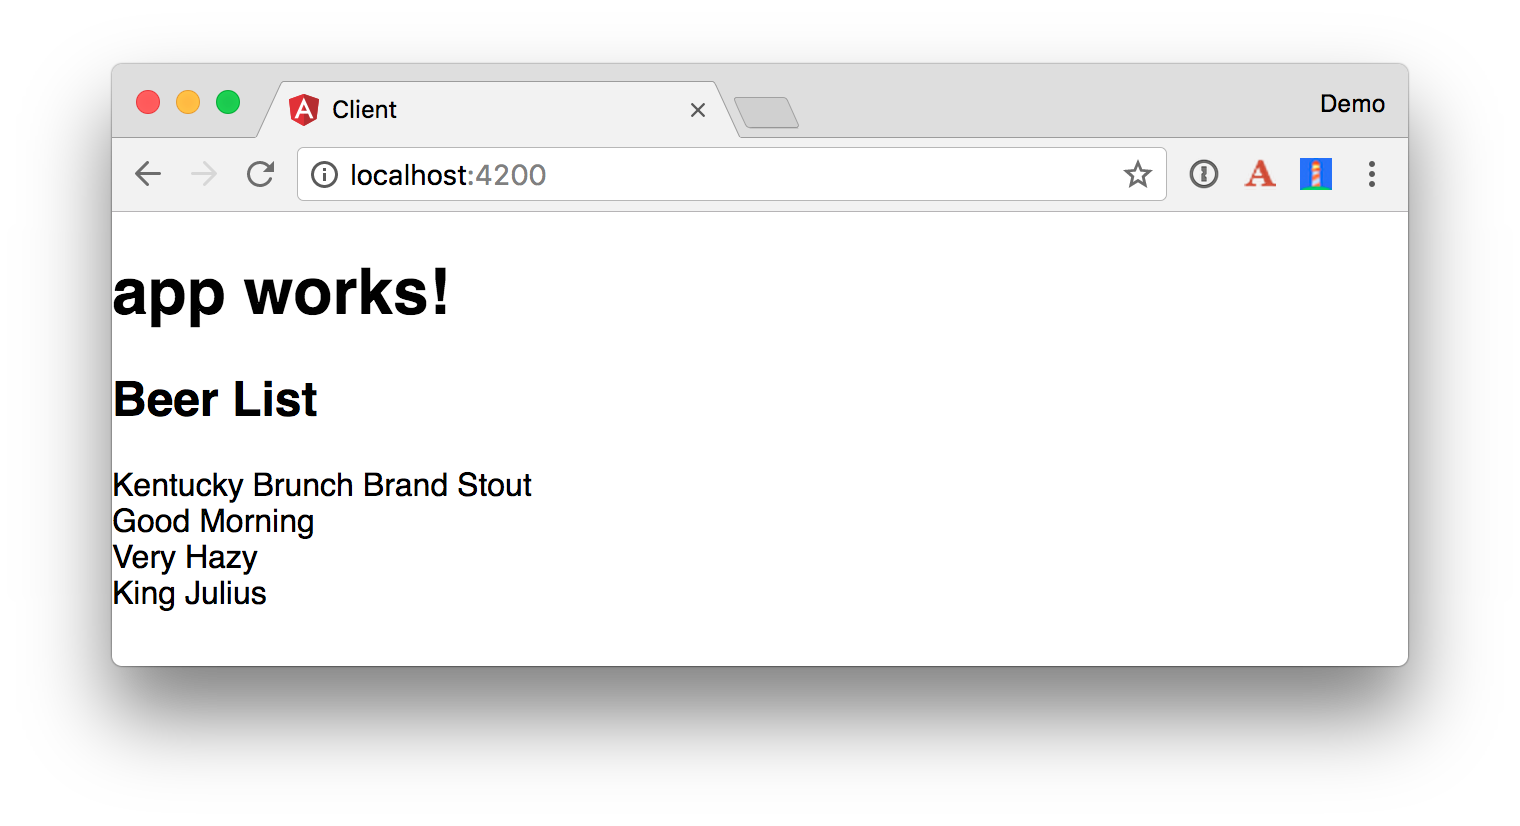 Client
Demo
localhost:4200
A
app works!
Beer List
Kentucky Brunch Brand Stout
Good Morning
Very Hazy
King Julius